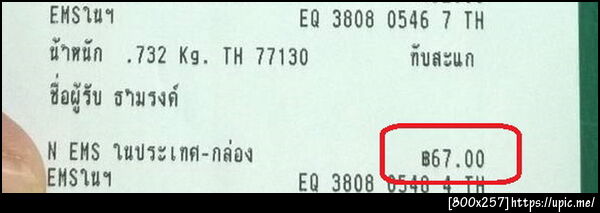 EMSในฯ EQ 3808 0546 7 TH
น้ำหนัก .732 Kg. TH 77130 ทับสะแก
ชื่อผู้รับ ธามรงค์
N EMS ในประเทศ-กล่อง ฿67.00
EMSในฯ EQ 3808 0548 4 TH
[800x257]https://upic.me/